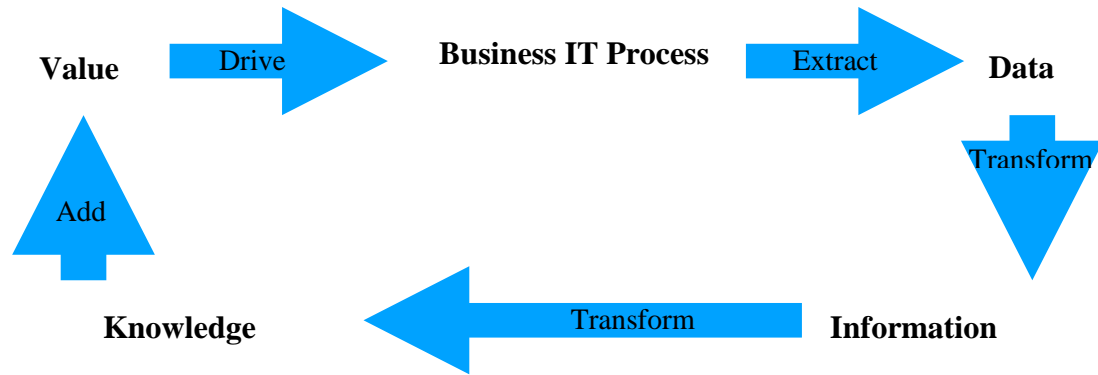 Value
Drive
Business IT Process
Extract
Data
Transform
Add
Knowledge
Transform
Information